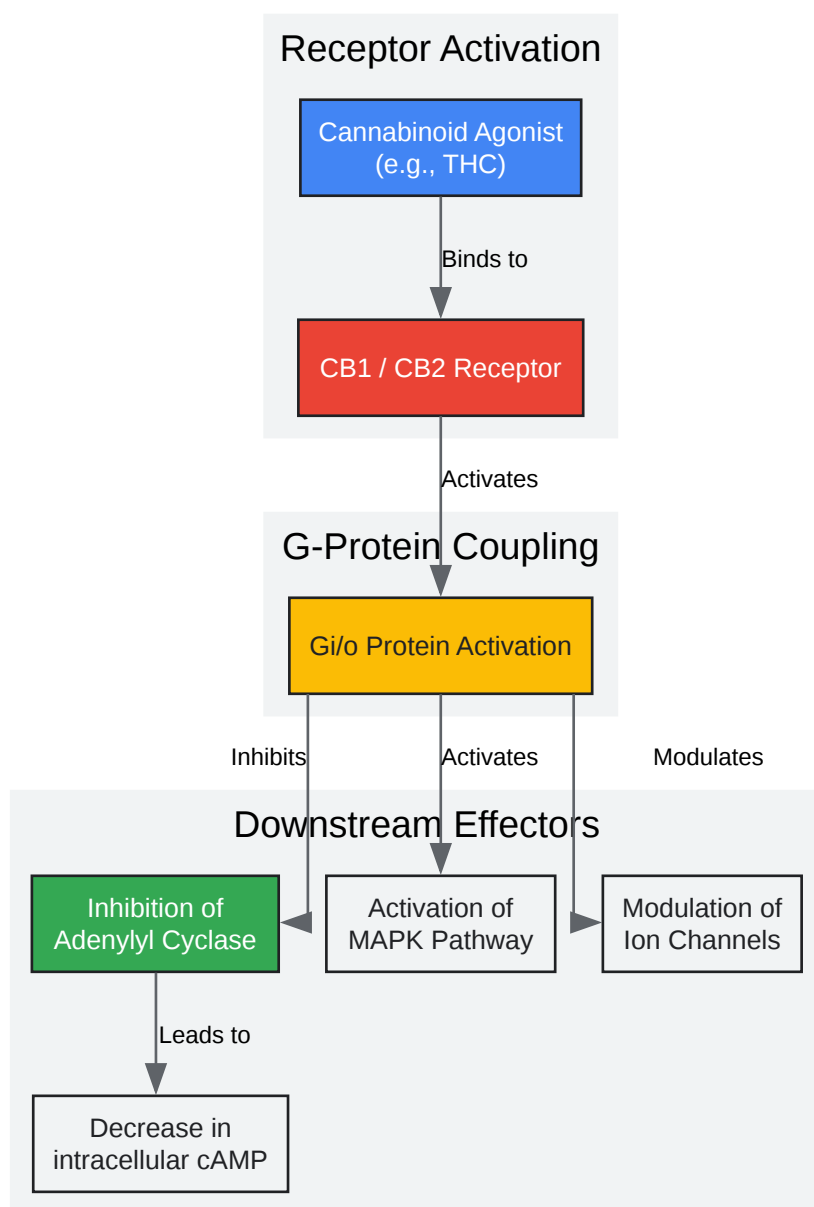 Receptor Activation
Cannabinoid Agonist
(e.g., THC)
Binds to
CB1 / CB2 Receptor
Activates
G-Protein Coupling
Gi/o Protein Activation
Inhibits
Activates
Modulates
Downstream Effectors
Inhibition of
Adenylyl Cyclase
Activation of
MAPK Pathway
Modulation of
Ion Channels
Leads to
Decrease in
intracellular cAMP